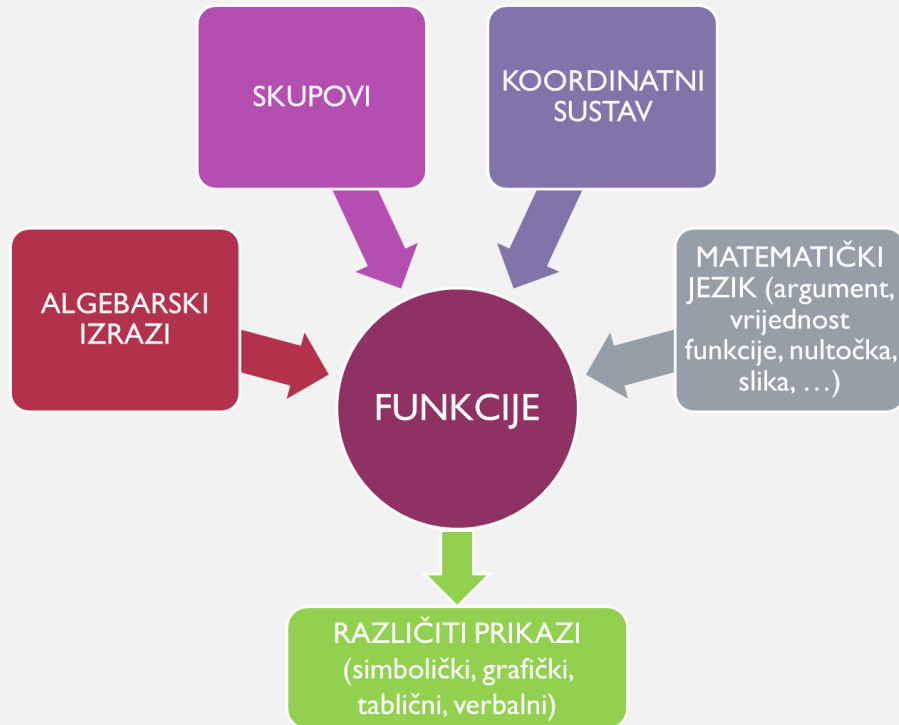 SKUPOVI
KOORDINATNI
SUSTAV
ALGEBARSKI
IZRAZI
MATEMATIČKI
JEZIK (argument,
vrijednost
funkcije, nultočka,
slika, …)
FUNKCIJE
RAZLIČITI PRIKAZI
(simbolički, grafički,
tablični, verbalni)